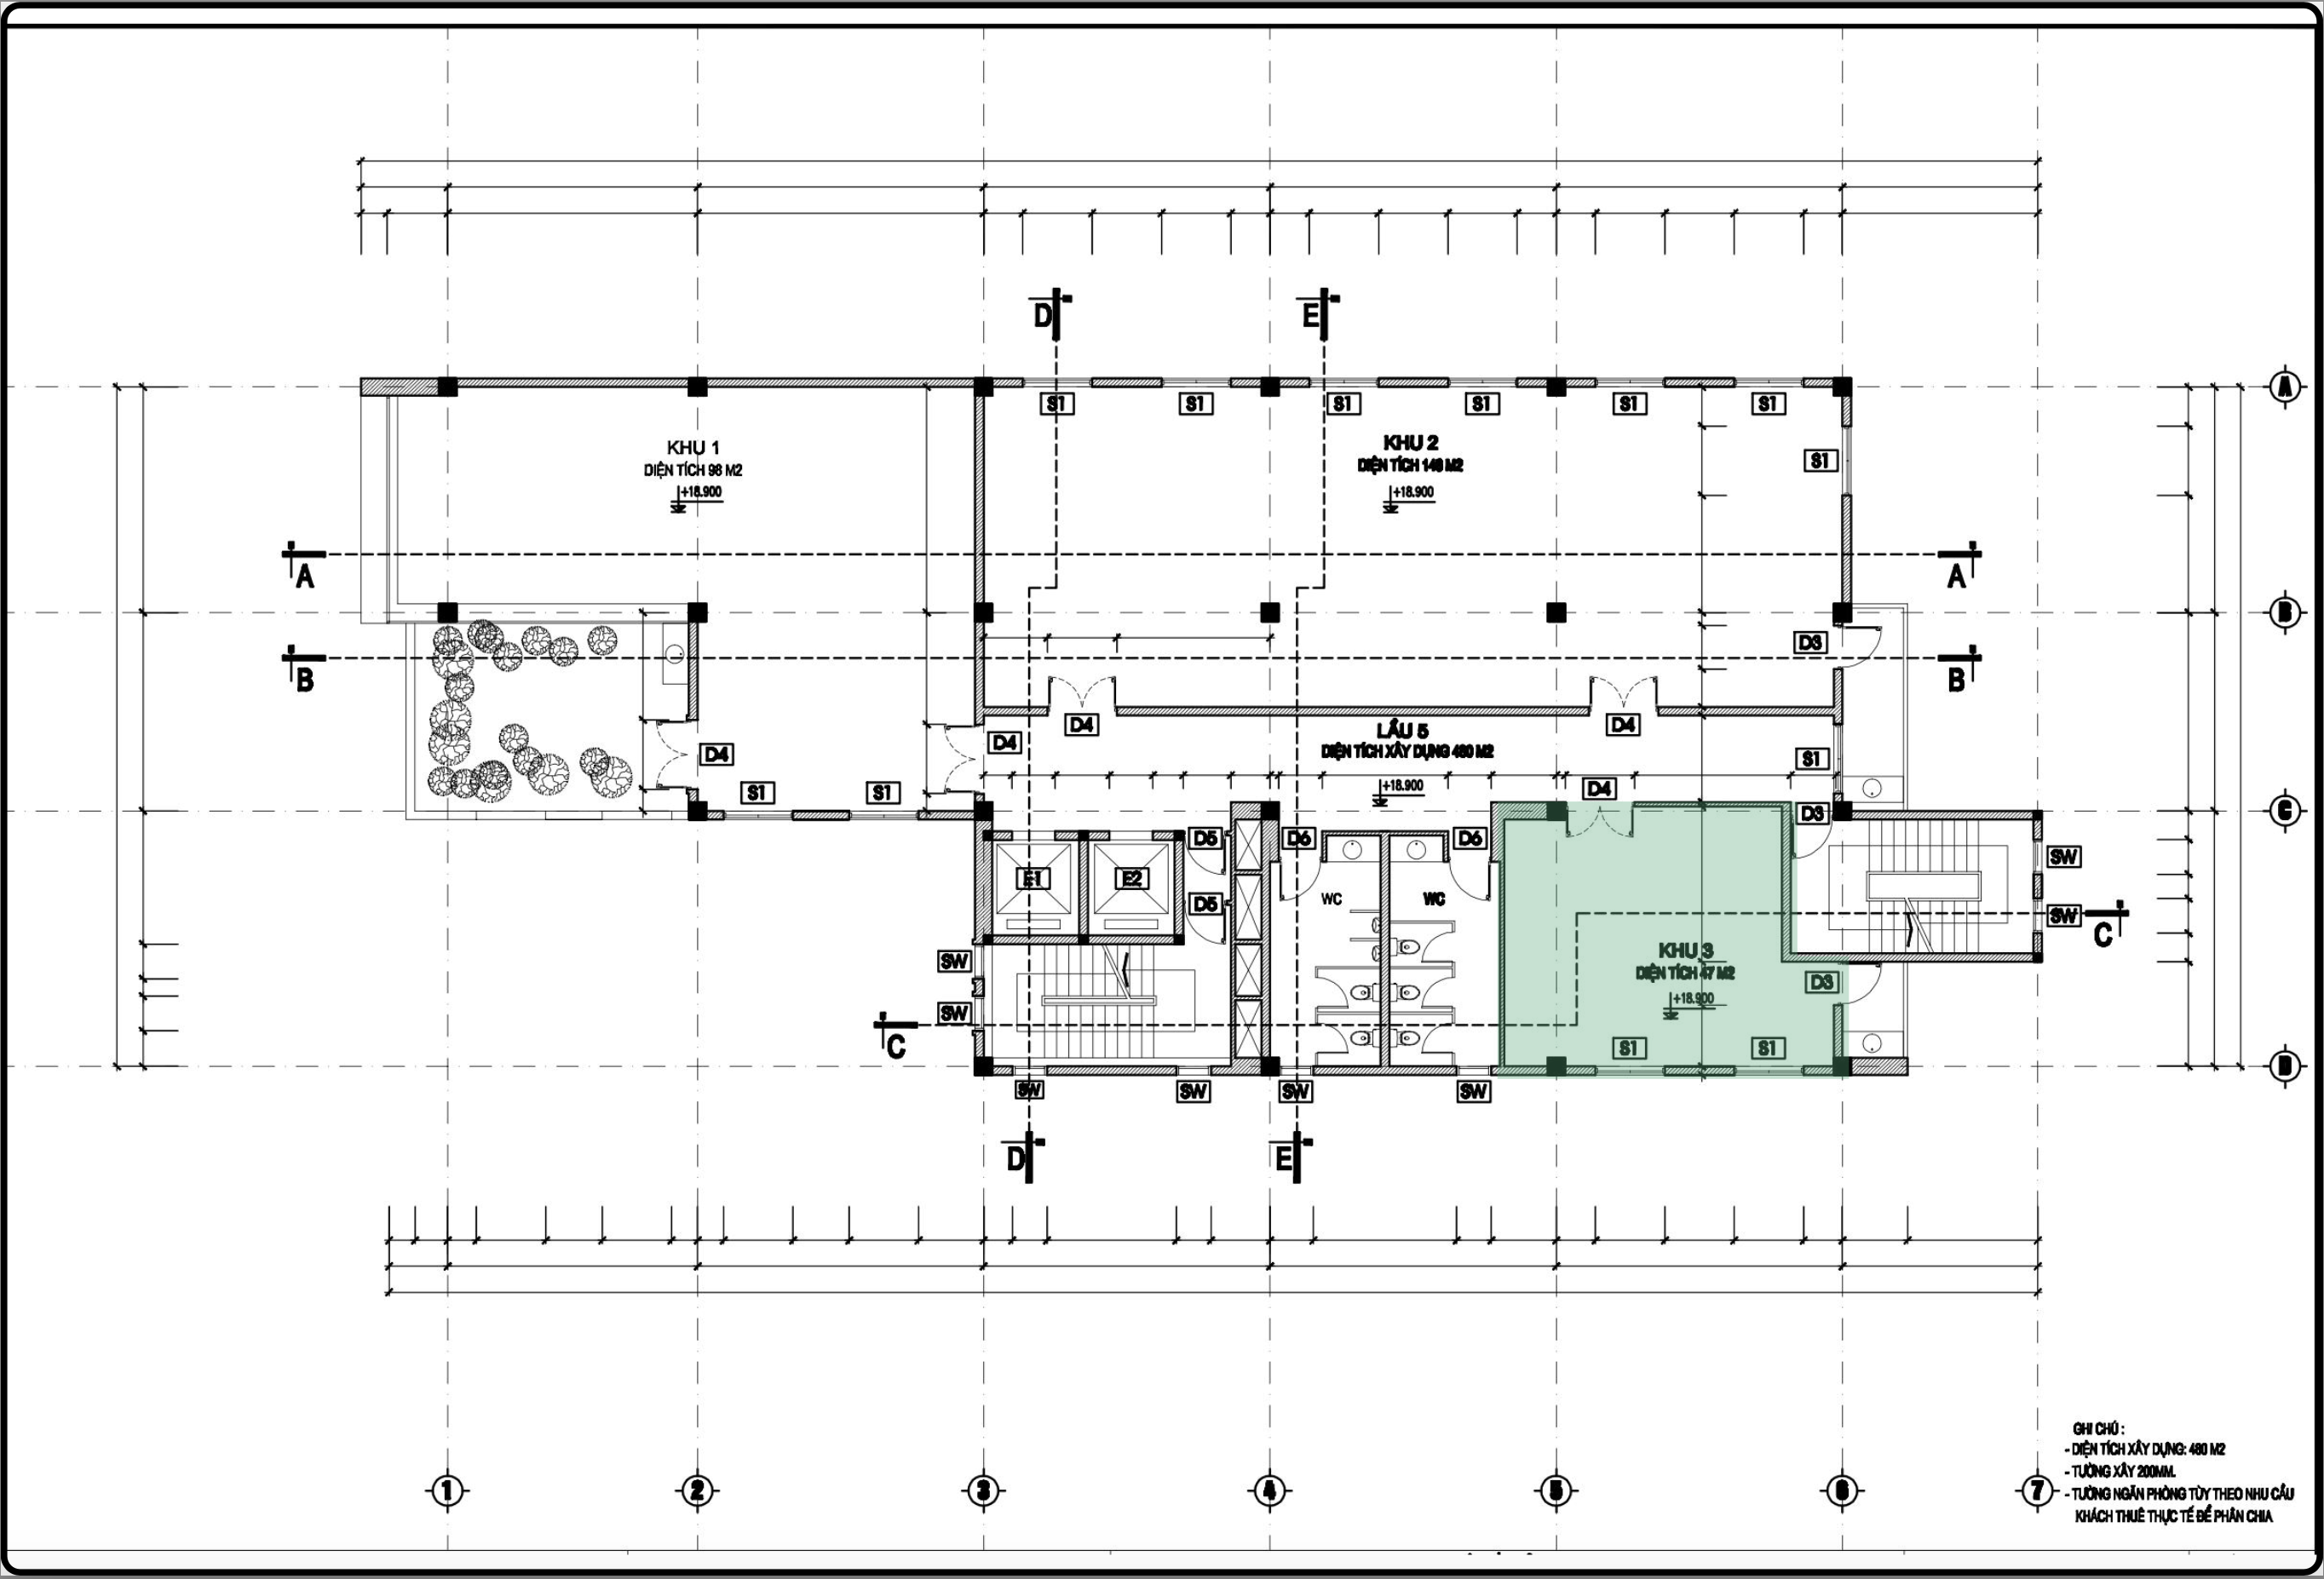 D
E
A
S1
S1
S1
S1
S1
S1
KHU 1
DIỆN TÍCH 98 M2
+18.900
KHU 2
DIỆN TÍCH 148 M2
+18.900
S1
A
A
B
D3
B
B
D4
D4
D4
D4
LẦU 5
DIỆN TÍCH XÂY DỰNG 480 M2
+18.900
S1
S1
S1
D4
D3
C
D5
D6
D6
E1
E2
D5
WC
WC
SW
SW
C
KHU 3
DIỆN TÍCH 47 M2
+18.900
D3
SW
SW
C
S1
S1
D
SW
SW
SW
SW
D
E
1
2
3
4
5
6
7
GHI CHÚ :
- DIỆN TÍCH XÂY DỰNG: 480 M2
- TƯỜNG XÂY 200MM.
- TƯỜNG NGĂN PHÒNG TÙY THEO NHU CẦU
KHÁCH THUÊ THỰC TẾ ĐỂ PHÂN CHIA